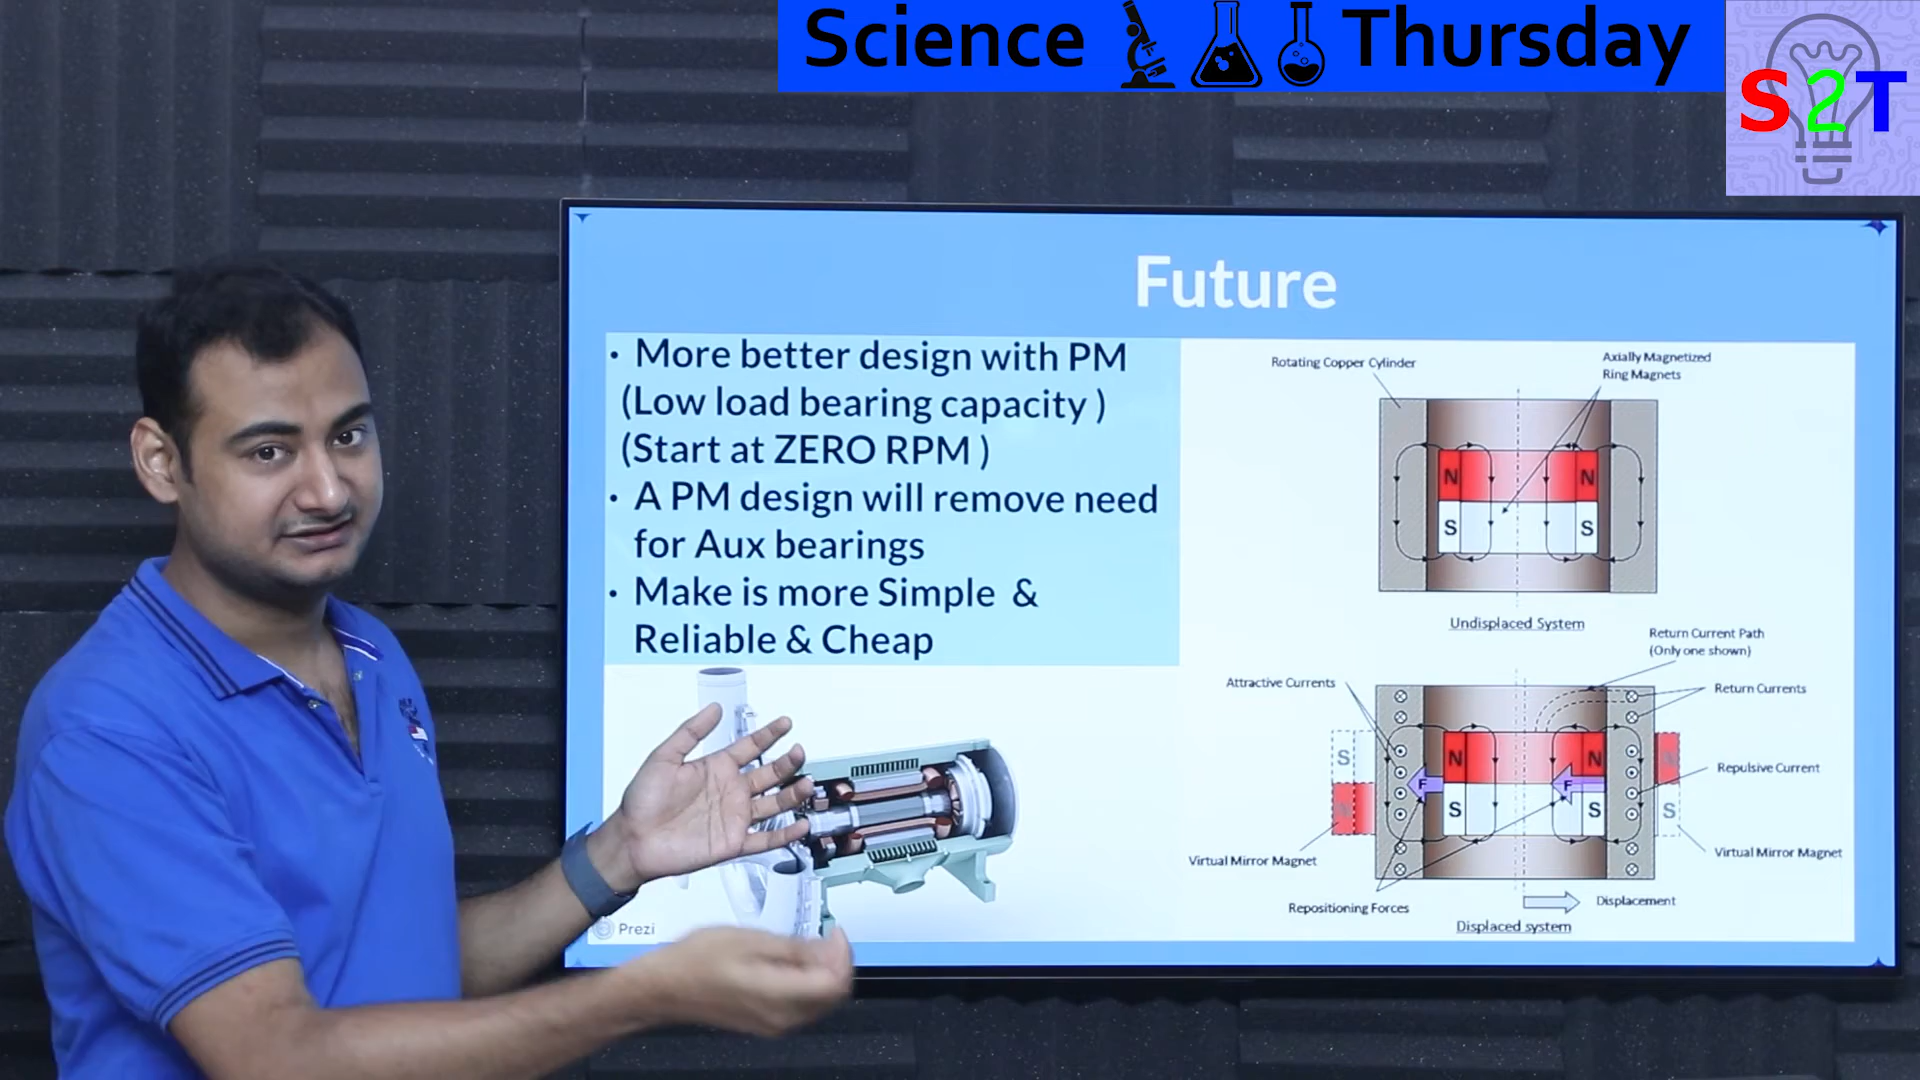 Science Thursday
S2T
Future
• More better design with PM
(Low load bearing capacity )
(Start at ZERO RPM )
• A PM design will remove need
for Aux bearings
• Make is more Simple &
Reliable & Cheap
Prezi
Rotating Copper Cylinder
Axially Magnetized
Ring Magnets
N
N
S
S
Undisplaced System
Return Current Path
(Only one shown)
Attractive Currents
Return Currents
S
N
N
N
F
F
Repulsive Current
N
S
S
S
Virtual Mirror Magnet
Virtual Mirror Magnet
Repositioning Forces
Displacement
Displaced system